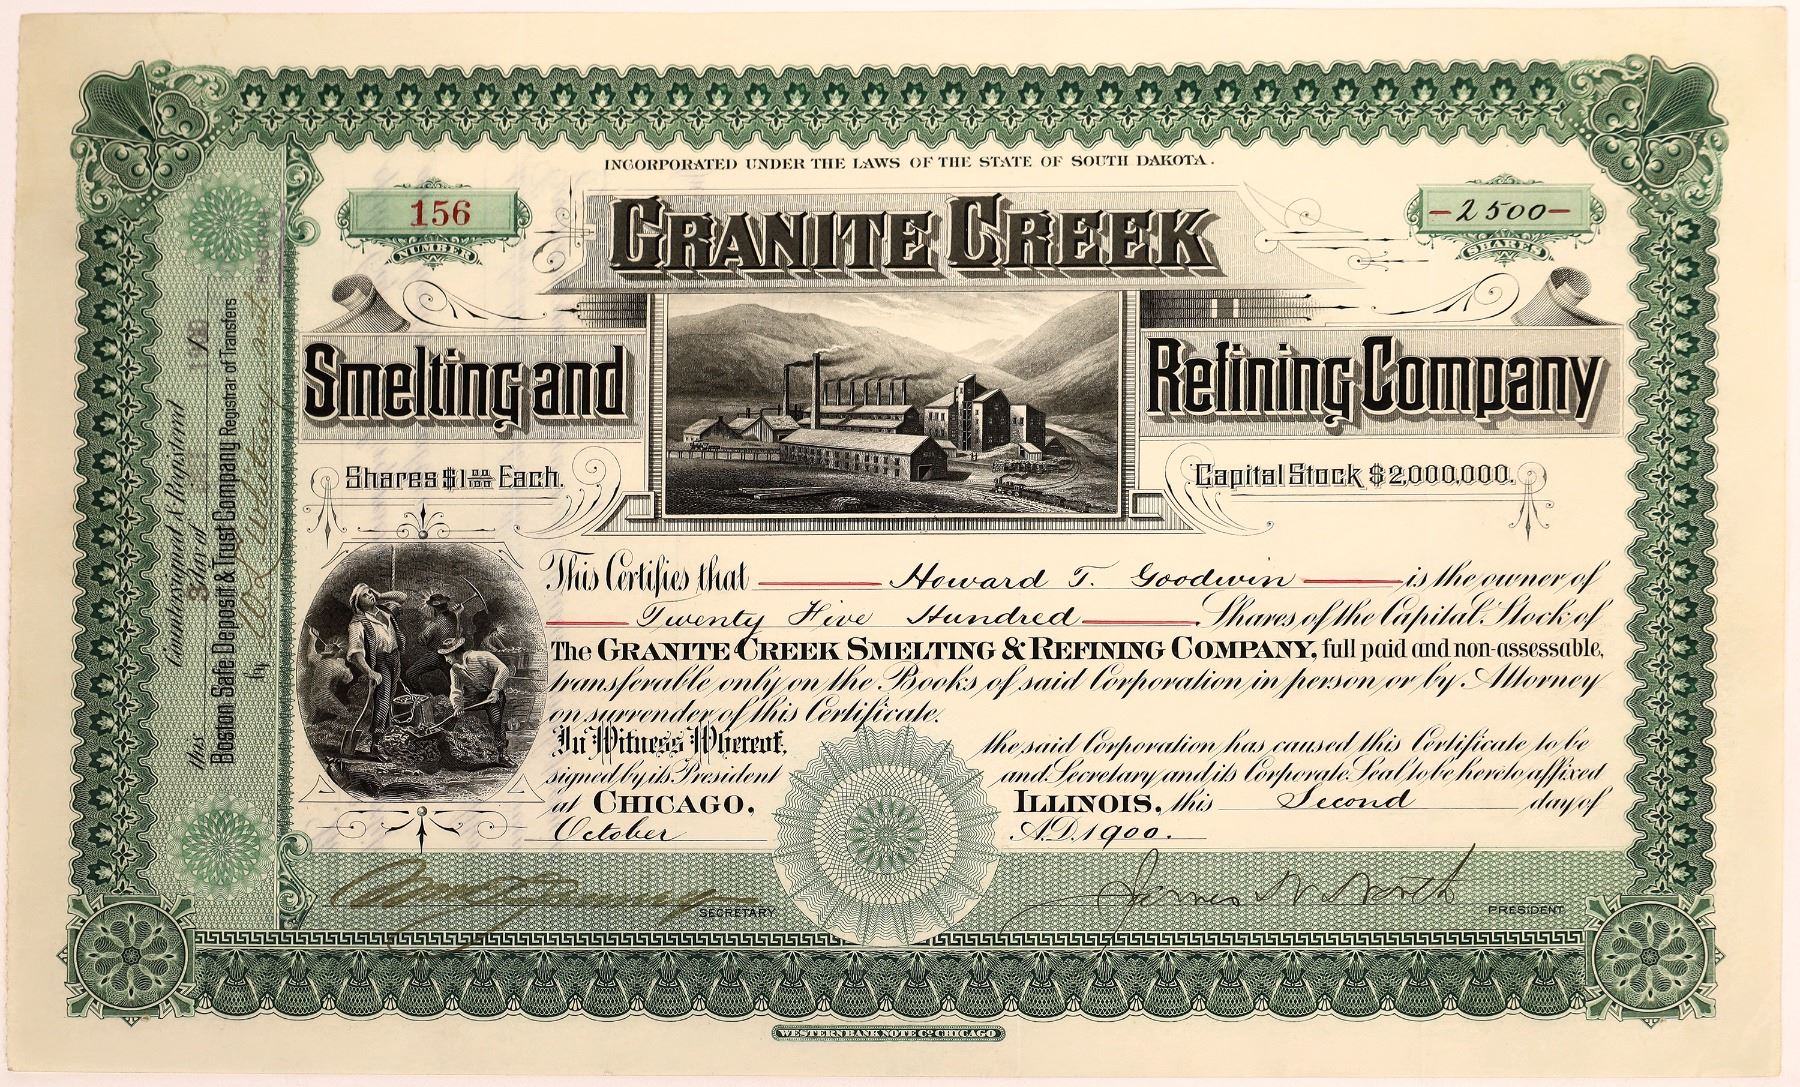 INCORPORATED UNDER THE LAWS OF THE STATE OF SOUTH DAKOTA.
156
NUMBER
GRANITE CREEK
-2500-
SHARES
Smelting and
Refining Company
Shares $1 00/100 Each.
Capital Stock $2,000,000.
This Certifies that Howard T. Goodwin is the owner of
Twenty Five Hundred Shares of the Capital Stock of
The GRANITE CREEK SMELTING & REFINING COMPANY, full paid and non-assessable,
transferable only on the Books of said Corporation in person or by Attorney
on surrender of this Certificate.
In Witness Whereof, the said Corporation has caused this Certificate to be
signed by its President and Secretary and its Corporate Seal to be hereto affixed
at CHICAGO, ILLINOIS, this Second day of
October A.D. 1900.
SECRETARY
James W. North PRESIDENT
WESTERN BANK NOTE CO. CHICAGO
Countersigned & Registered
this day of
Boston Safe Deposit & Trust Company, Registrar of Transfers
by